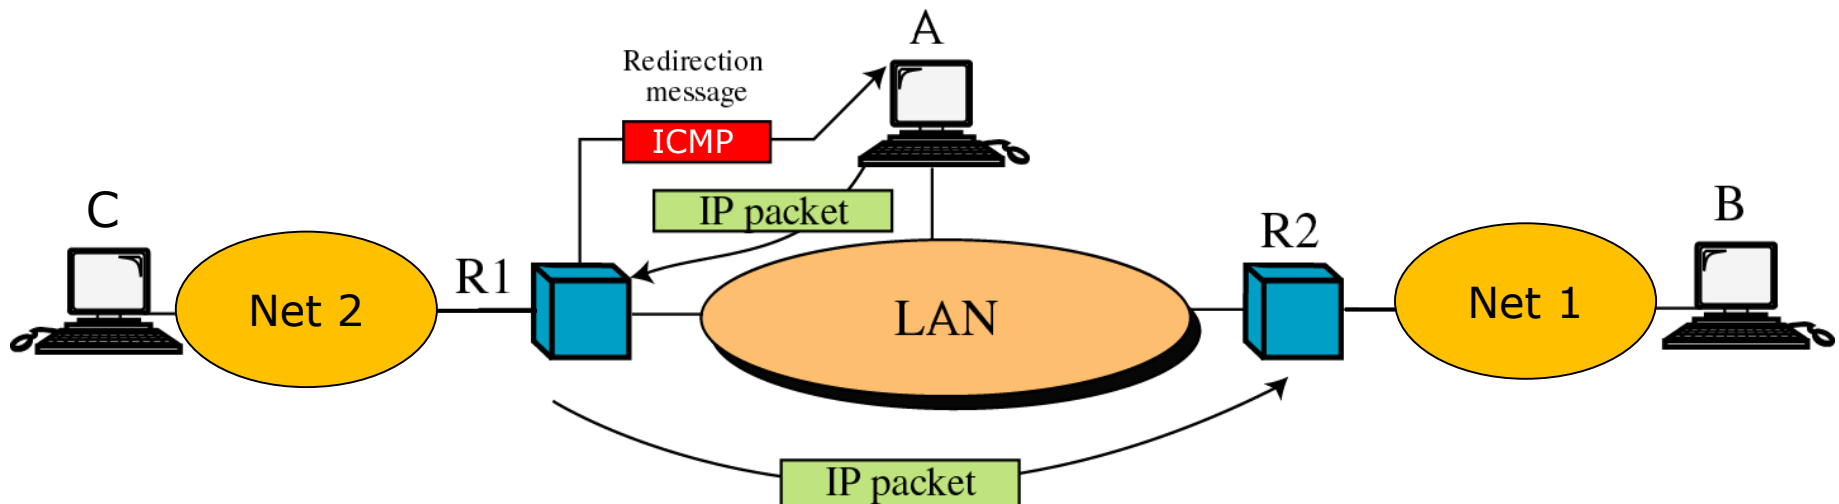 A
Redirection
message
ICMP
C
IP packet
B
R2
R1
Net 2
LAN
Net 1
IP packet